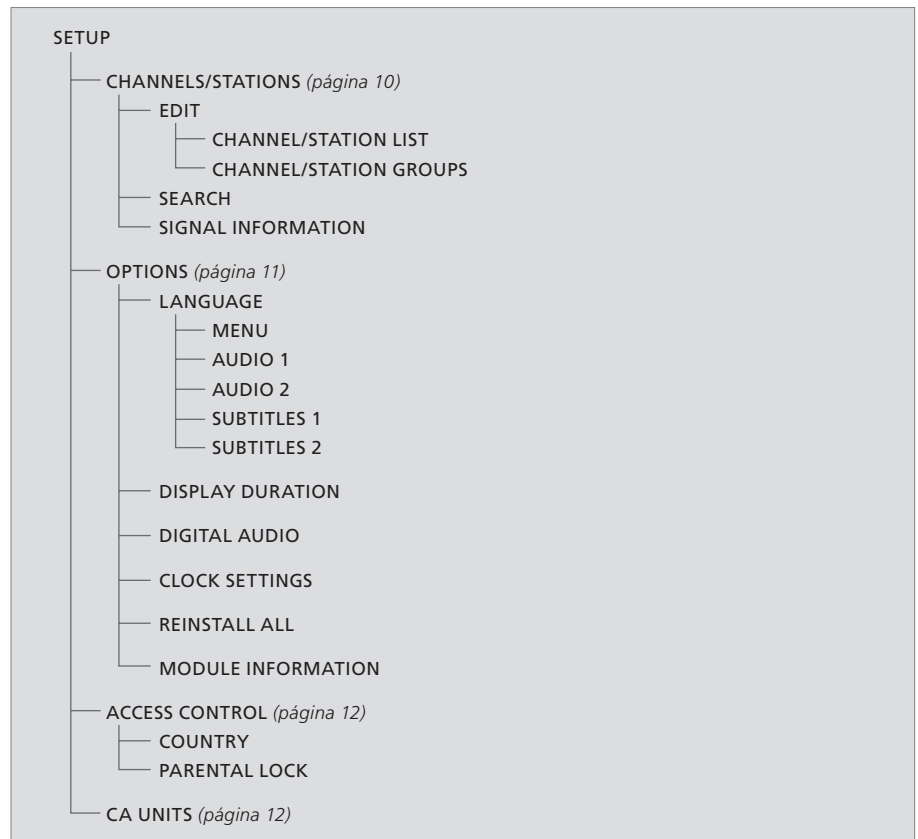 SETUP
CHANNELS/STATIONS (página 10)
EDIT
CHANNEL/STATION LIST
CHANNEL/STATION GROUPS
SEARCH
SIGNAL INFORMATION
OPTIONS (página 11)
LANGUAGE
MENU
AUDIO 1
AUDIO 2
SUBTITLES 1
SUBTITLES 2
DISPLAY DURATION
DIGITAL AUDIO
CLOCK SETTINGS
REINSTALL ALL
MODULE INFORMATION
ACCESS CONTROL (página 12)
COUNTRY
PARENTAL LOCK
CA UNITS (página 12)